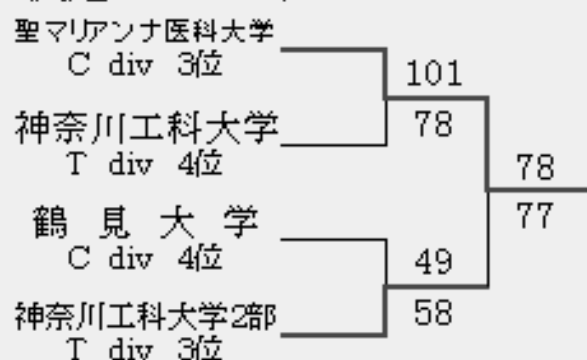 聖マリアンナ医科大学
C div 3位
101
神奈川工科大学
78
T div 4位
78
鶴見大学
77
C div 4位
49
神奈川工科大学2部
58
T div 3位